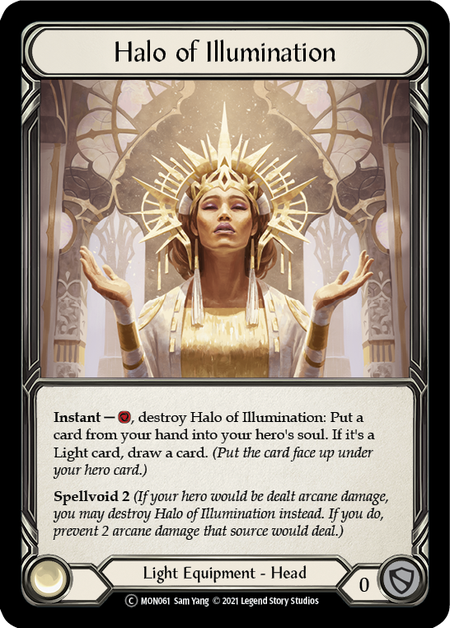 Halo of Illumination
Instant — , destroy Halo of Illumination: Put a
card from your hand into your hero's soul. If it's a
Light card, draw a card. (Put the card face up under
your hero card.)
Spellvoid 2 (If your hero would be dealt arcane damage,
you may destroy Halo of Illumination instead. If you do,
prevent 2 arcane damage that source would deal.)
Light Equipment - Head
0
C MON061 Sam Yang © 2021 Legend Story Studios